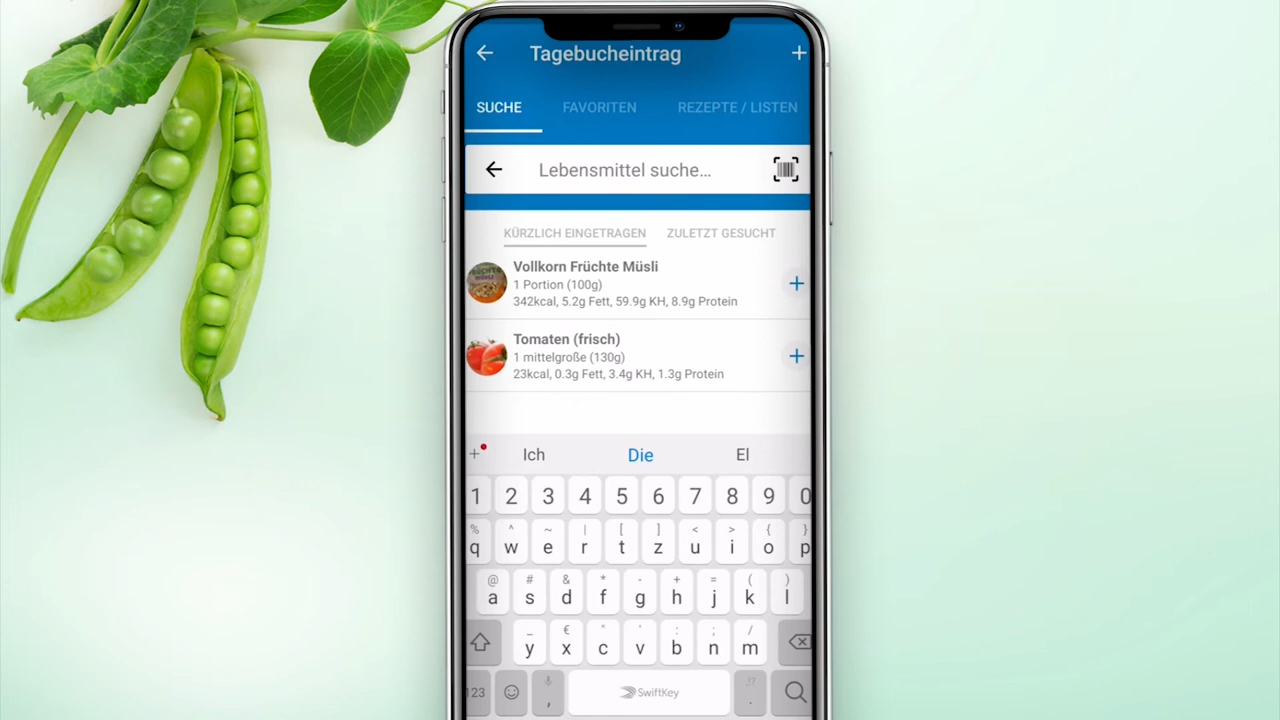 Tagebucheintrag
SUCHE FAVORITEN REZEPTE / LISTEN
Lebensmittel suche...
KÜRZLICH EINGETRAGEN ZULETZT GESUCHT
Vollkorn Früchte Müsli
1 Portion (100g)
342kcal, 5.2g Fett, 59.9g KH, 8.9g Protein
Tomaten (frisch)
1 mittelgroße (130g)
23kcal, 0.3g Fett, 3.4g KH, 1.3g Protein
Ich Die El
1 2 3 4 5 6 7 8 9 0
% ^ ~ | [ ] < > { }
q w e r t z u i o p
@ # & * - + = ( )
a s d f g h j k l
_ € " ' : ; /
y x c v b n m
123 , SwiftKey !? .